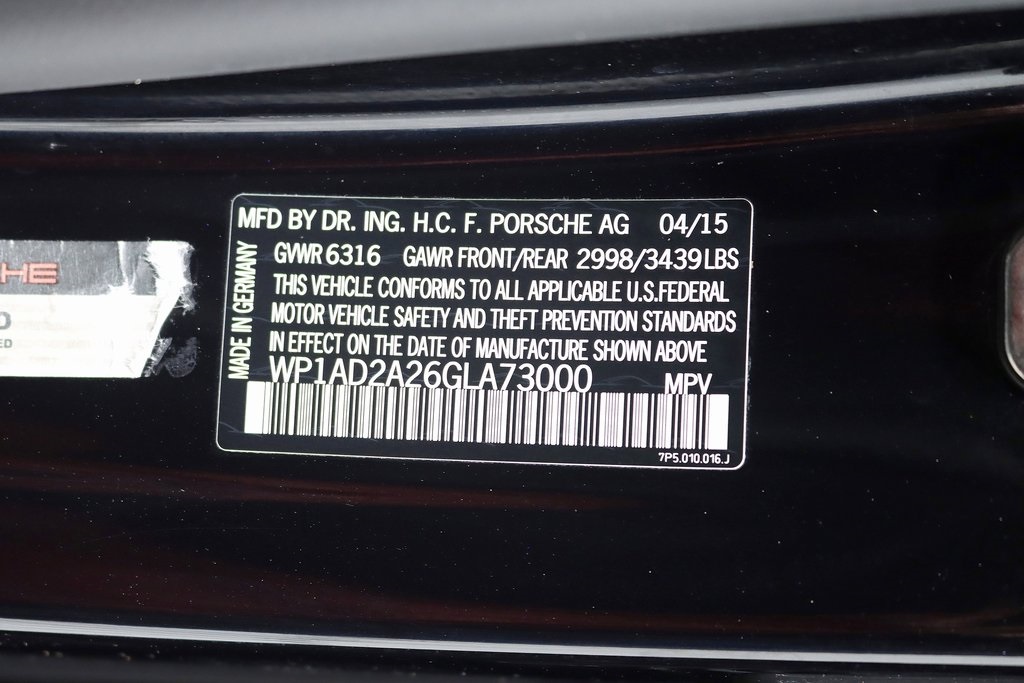 MFD BY DR. ING. H.C. F. PORSCHE AG 04/15
GVWR 6316 GAWR FRONT/REAR 2998/3439 LBS
THIS VEHICLE CONFORMS TO ALL APPLICABLE U.S.FEDERAL
MOTOR VEHICLE SAFETY AND THEFT PREVENTION STANDARDS
IN EFFECT ON THE DATE OF MANUFACTURE SHOWN ABOVE
WP1AD2A26GLA73000 MPV
7P5.010.016.J
MADE IN GERMANY
HE